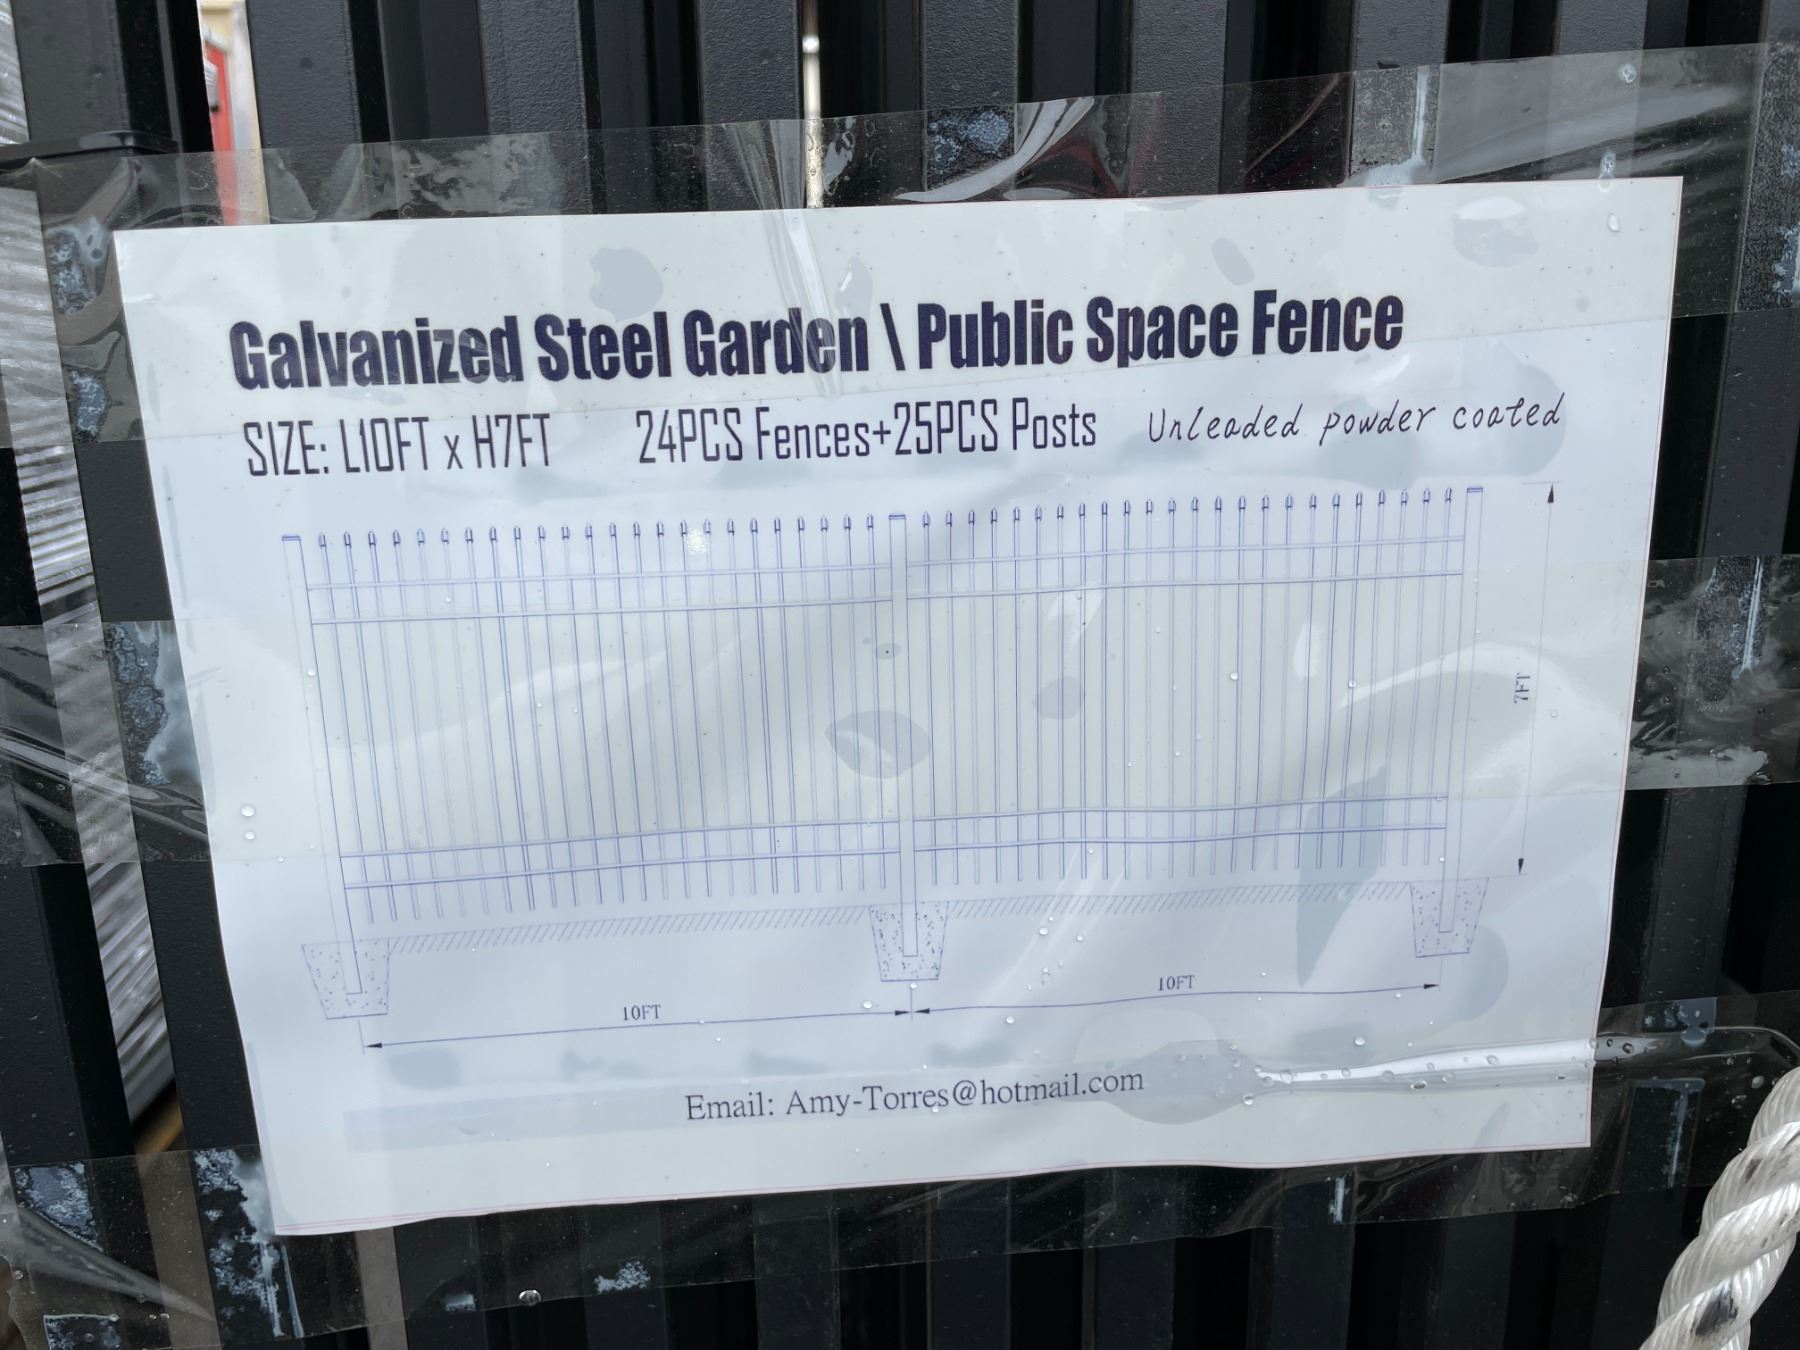 Galvanized Steel Garden \ Public Space Fence
SIZE: L10FT x H7FT 24PCS Fences+25PCS Posts Unleaded powder coated
7FT
10FT
10FT
Email: Amy-Torres@hotmail.com